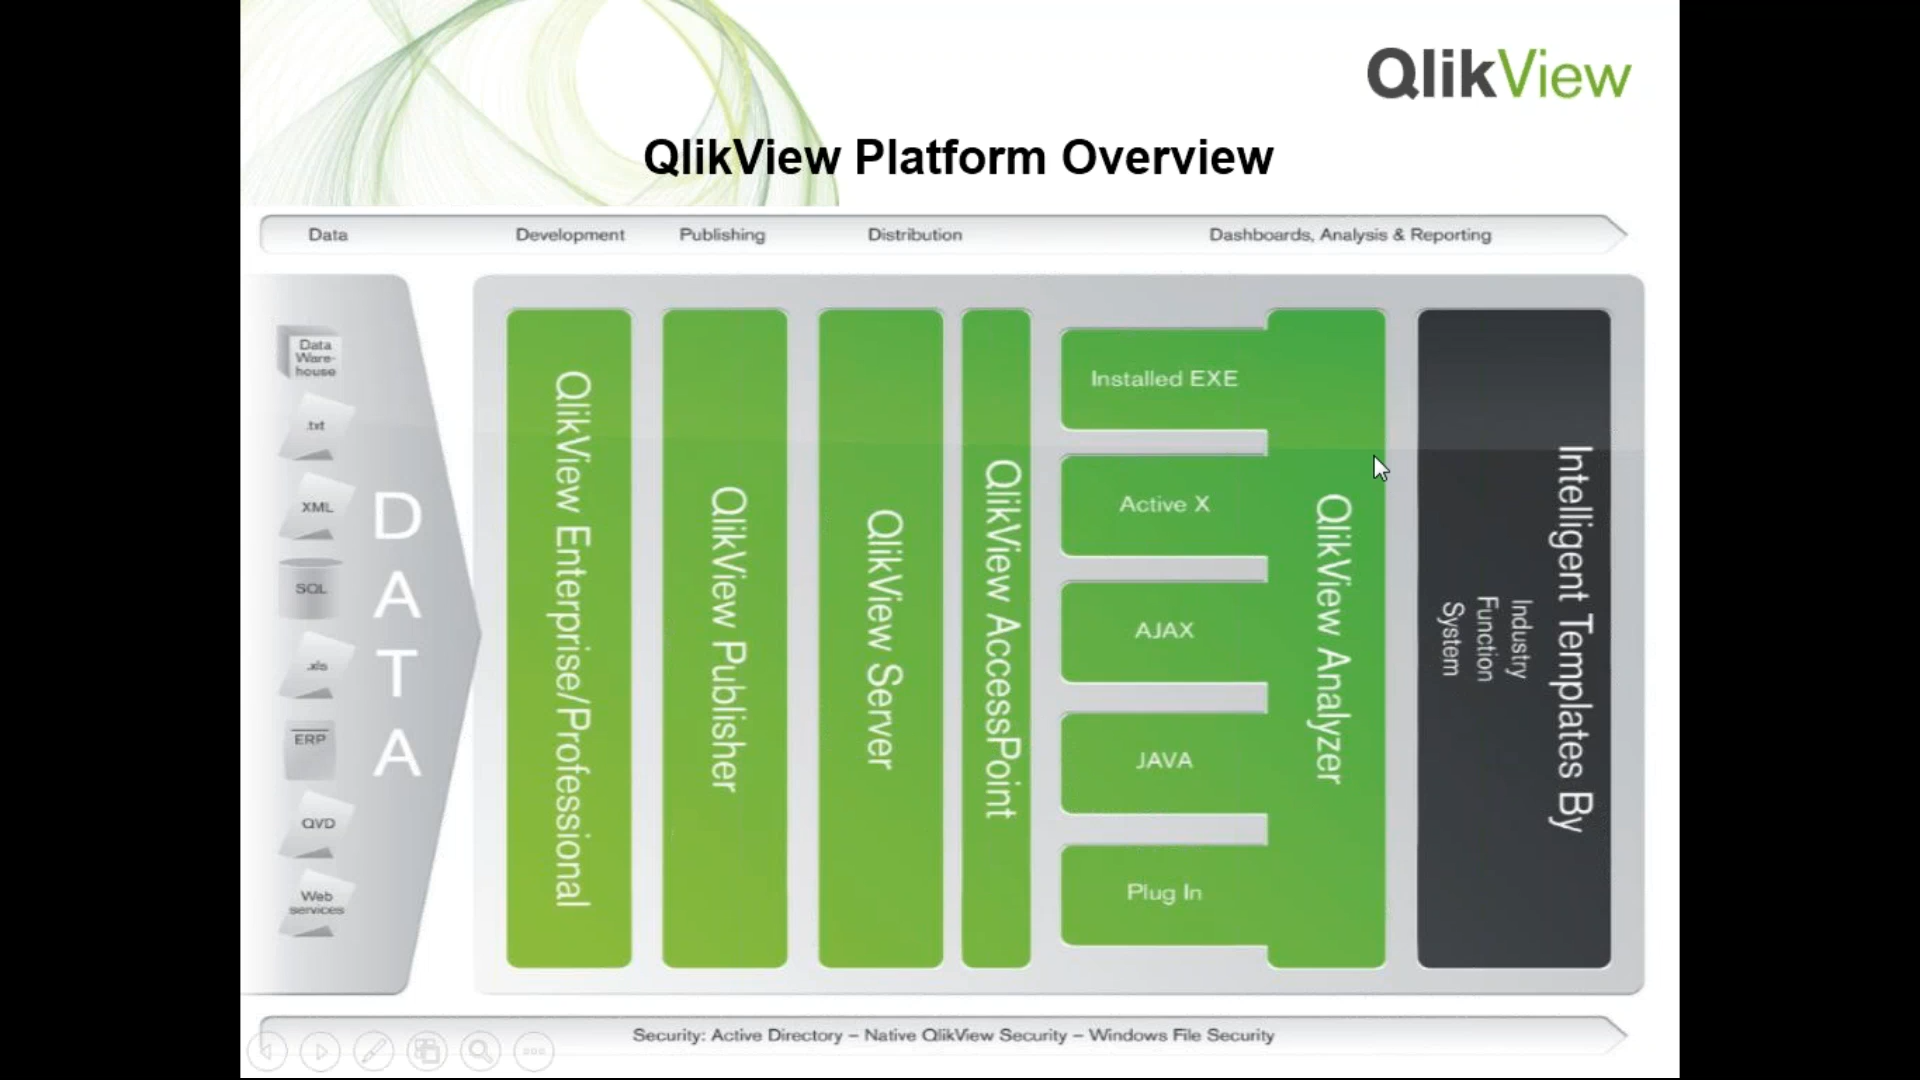 QlikView
QlikView Platform Overview
Data
Development
Publishing
Distribution
Dashboards, Analysis & Reporting
Data
Ware-
house
.txt
XML
SQL
.xls
ERP
QVD
Web
services
DATA
QlikView Enterprise/Professional
QlikView Publisher
QlikView Server
QlikView AccessPoint
Installed EXE
Active X
AJAX
JAVA
Plug In
QlikView Analyzer
Intelligent Templates By
Industry
Function
System
Security: Active Directory – Native QlikView Security – Windows File Security